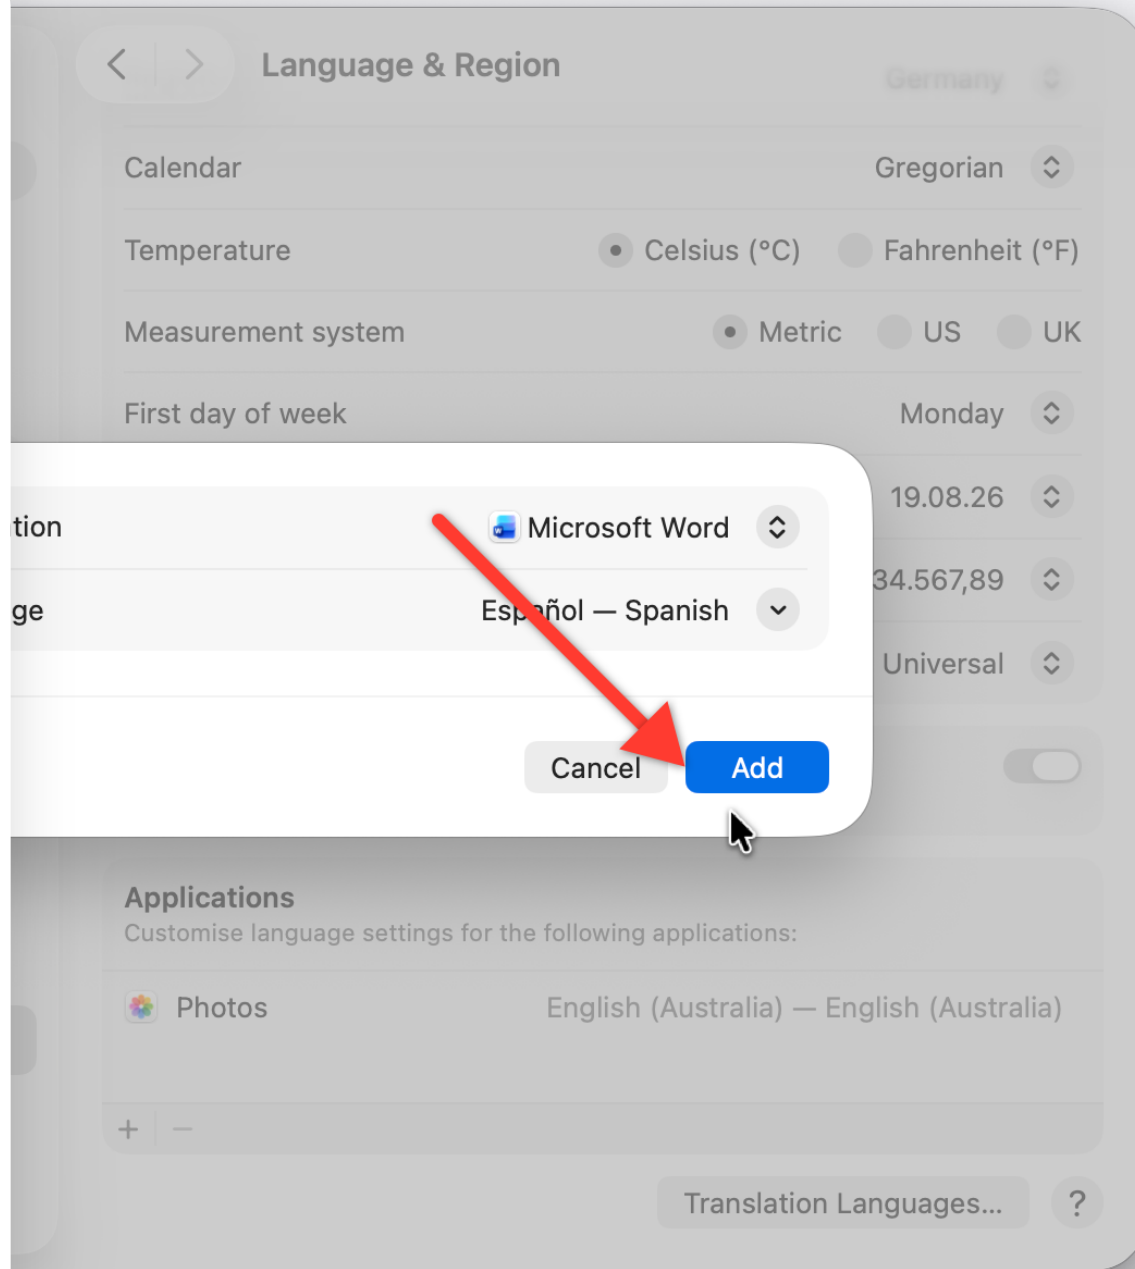 Language & Region
Germany
Calendar Gregorian
Temperature Celsius (°C) Fahrenheit (°F)
Measurement system Metric US UK
First day of week Monday
19.08.26
tion Microsoft Word
34.567,89
ge Español — Spanish
Universal
Cancel Add
Applications
Customise language settings for the following applications:
Photos English (Australia) — English (Australia)
Translation Languages... ?